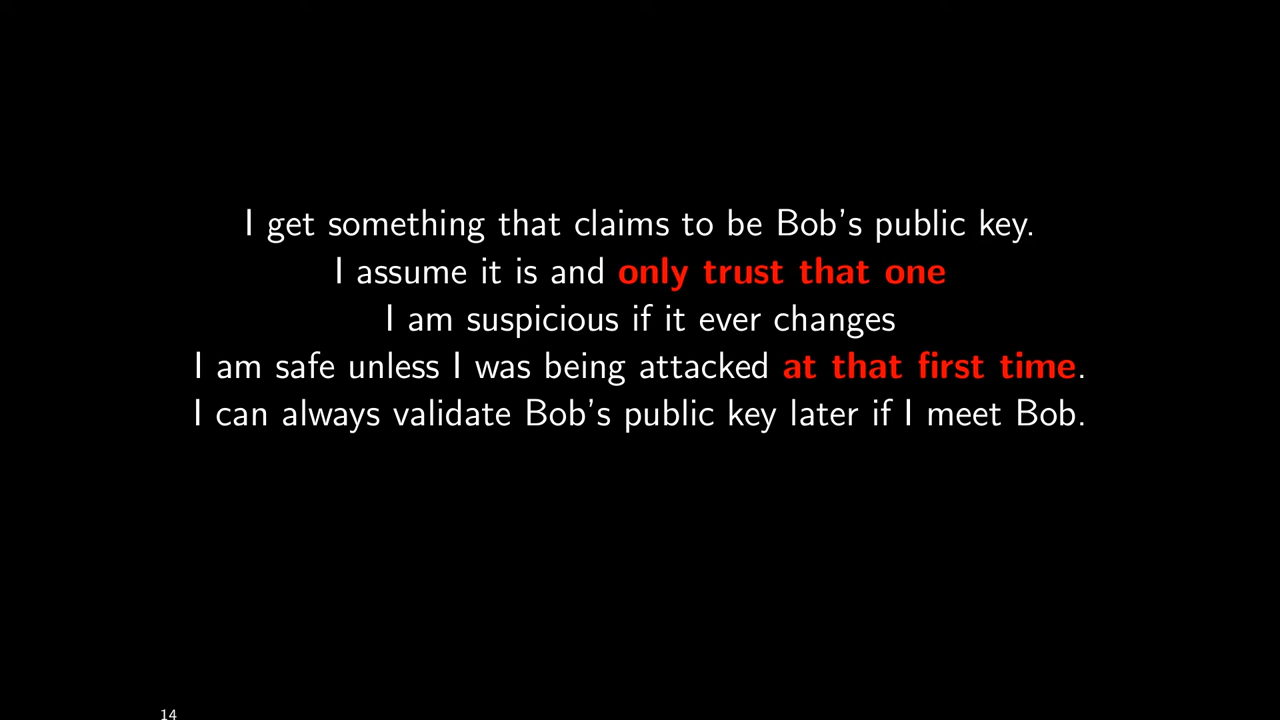 I get something that claims to be Bob’s public key.
I assume it is and only trust that one
I am suspicious if it ever changes
I am safe unless I was being attacked at that first time.
I can always validate Bob’s public key later if I meet Bob.
14